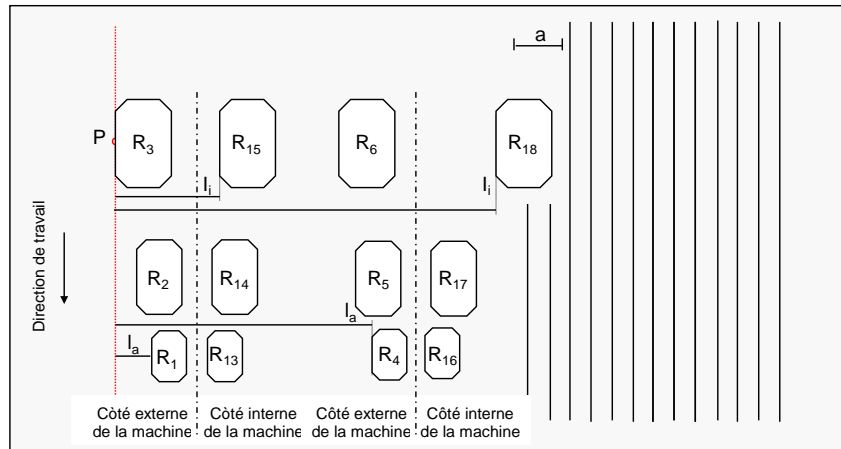 a
P
R3
R15
R6
R18
li
li
Direction de travail
R2
R14
R5
R17
la
la
R1
R13
R4
R16
Còté externe de la machine
Còté interne de la machine
Côté externe de la machine
Côté interne de la machine